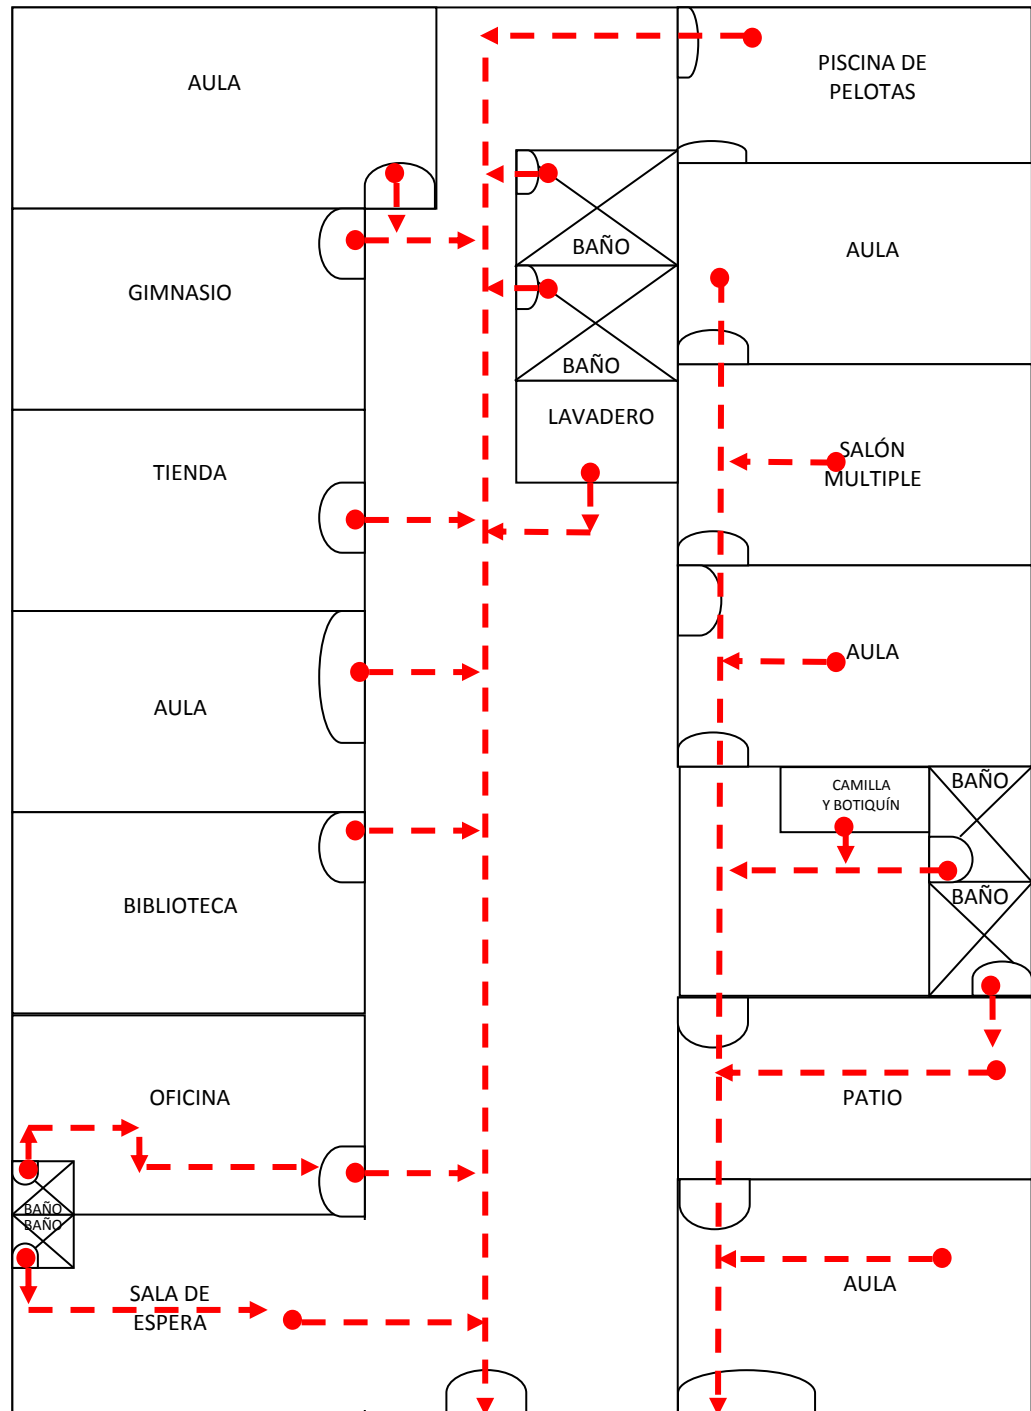 AULA
PISCINA DE
PELOTAS
BAÑO
AULA
GIMNASIO
BAÑO
LAVADERO
SALÓN
MULTIPLE
TIENDA
AULA
AULA
CAMILLA
Y BOTIQUÍN
BAÑO
BAÑO
BIBLIOTECA
OFICINA
PATIO
BAÑO
BAÑO
SALA DE
ESPERA
AULA